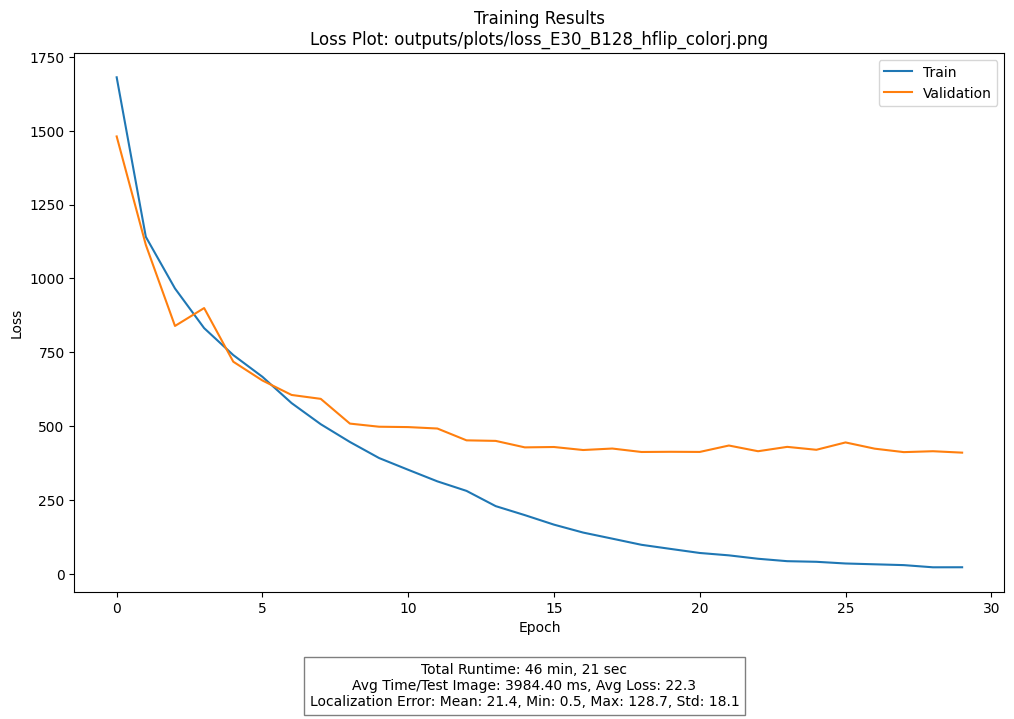 Training Results
Loss Plot: outputs/plots/loss_E30_B128_hflip_colorj.png
1750
1500
1250
1000
750
500
250
0
Loss
Train
Validation
0 5 10 15 20 25 30
Epoch
Total Runtime: 46 min, 21 sec
Avg Time/Test Image: 3984.40 ms, Avg Loss: 22.3
Localization Error: Mean: 21.4, Min: 0.5, Max: 128.7, Std: 18.1